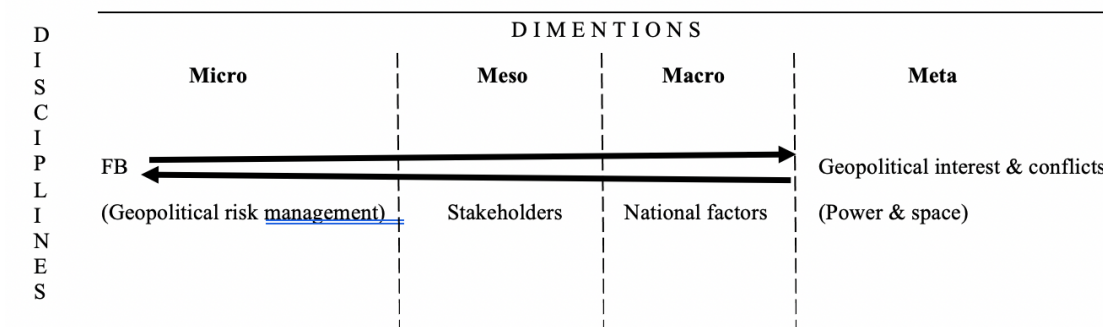 DIMENTIONS
DISCIPLINES
Micro Meso Macro Meta
FB Geopolitical interest & conflicts
(Geopolitical risk management) Stakeholders National factors (Power & space)